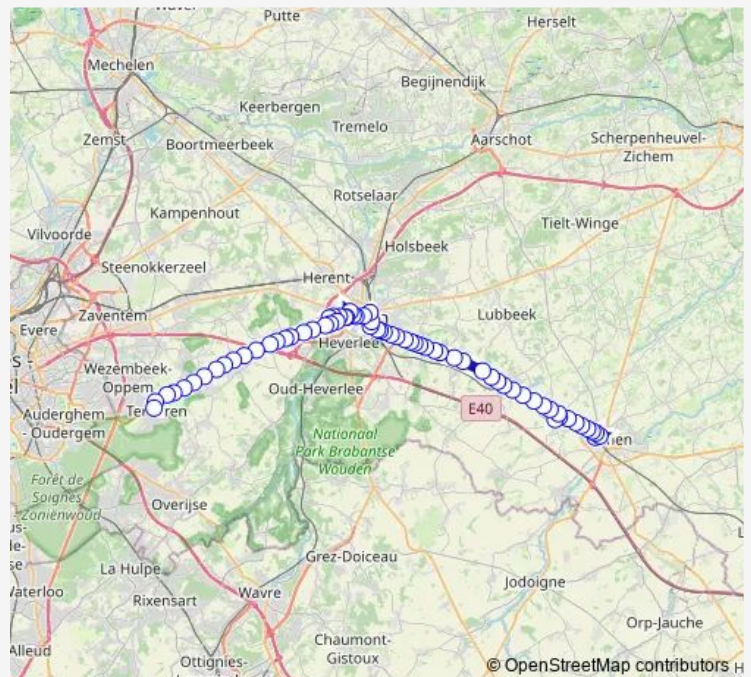 Putte
Herselt
Mechelen
Begijnendijk
Keerbergen
Tremelo
Zemst
Boortmeerbeek
Aarschot
Scherpenheuvel-
Zichem
Rotselaar
Kampenhout
Tielt-Winge
Vilvoorde
Holsbeek
Steenokkerzeel
Herent
Zaventem
Lubbeek
Evere
Heverlee
Wezembeek-
Oppem
Oud-Heverlee
E40
Auderghem
- Oudergem
Nationaal
Park Brabantse
Wouden
Forêt de
Soignes -
Zoniënwoud
Overijse
Grez-Doiceau
La Hulpe
Jodoigne
Wavre
Rixensart
Orp-Jauche
Chaumont-
Gistoux
Ottignies-
© OpenStreetMap contributors